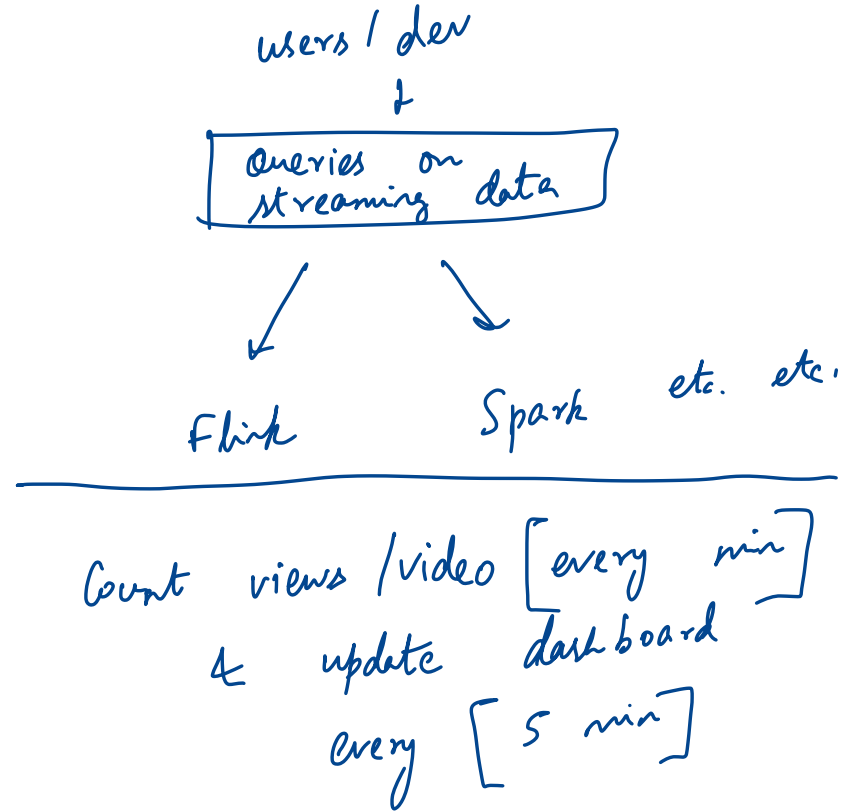 users / dev
Queries on
streaming data
Flink Spark etc. etc.
Count views /video [every min]
& update dashboard
every [5 min]